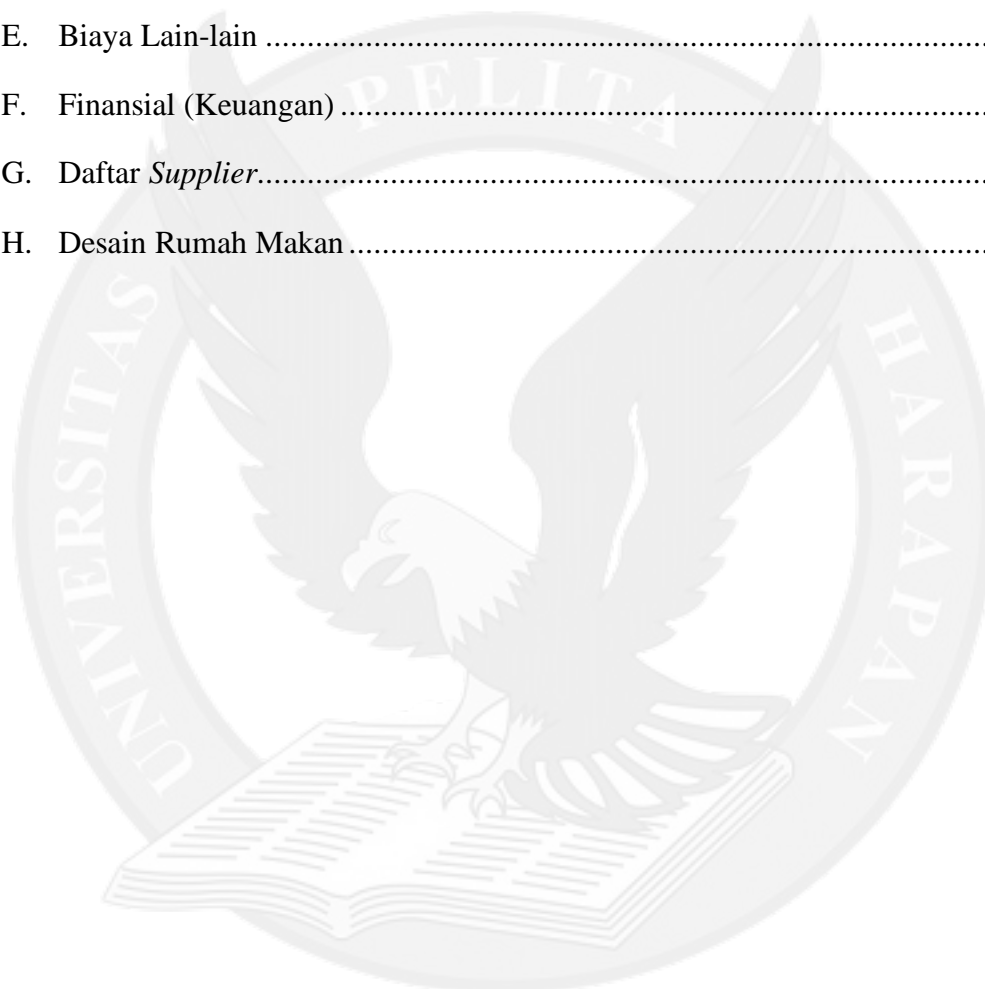 E. Biaya Lain-lain ........................................................................................
F. Finansial (Keuangan) ...............................................................................
G. Daftar Supplier.........................................................................................
H. Desain Rumah Makan ..............................................................................
UNIVERSITAS PELITA HARAPAN